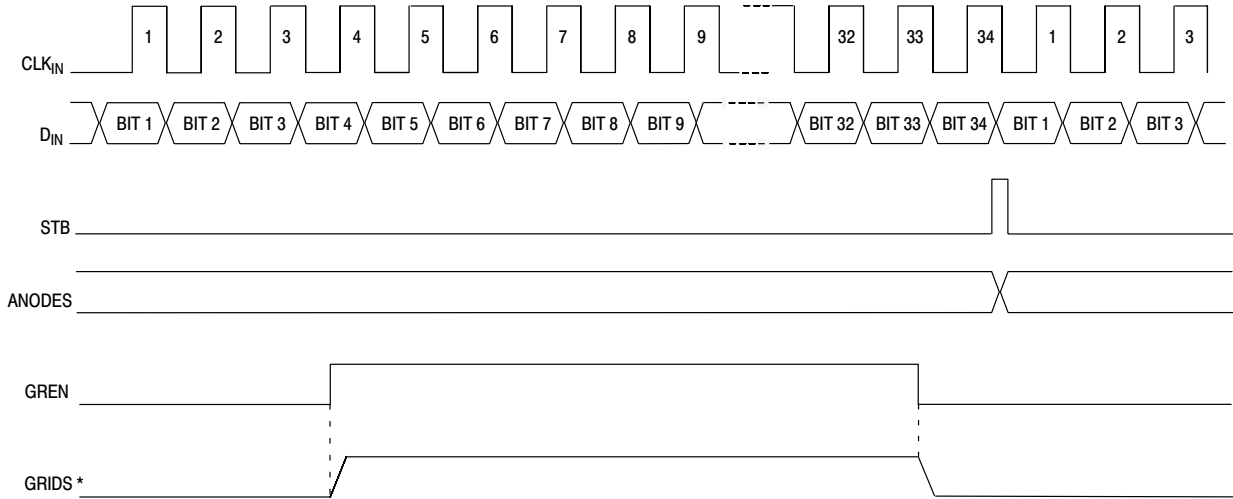 1 2 3 4 5 6 7 8 9 32 33 34 1 2 3
CLKIN
BIT 1 BIT 2 BIT 3 BIT 4 BIT 5 BIT 6 BIT 7 BIT 8 BIT 9 BIT 32 BIT 33 BIT 34 BIT 1 BIT 2 BIT 3
DIN
STB
ANODES
GREN
GRIDS *